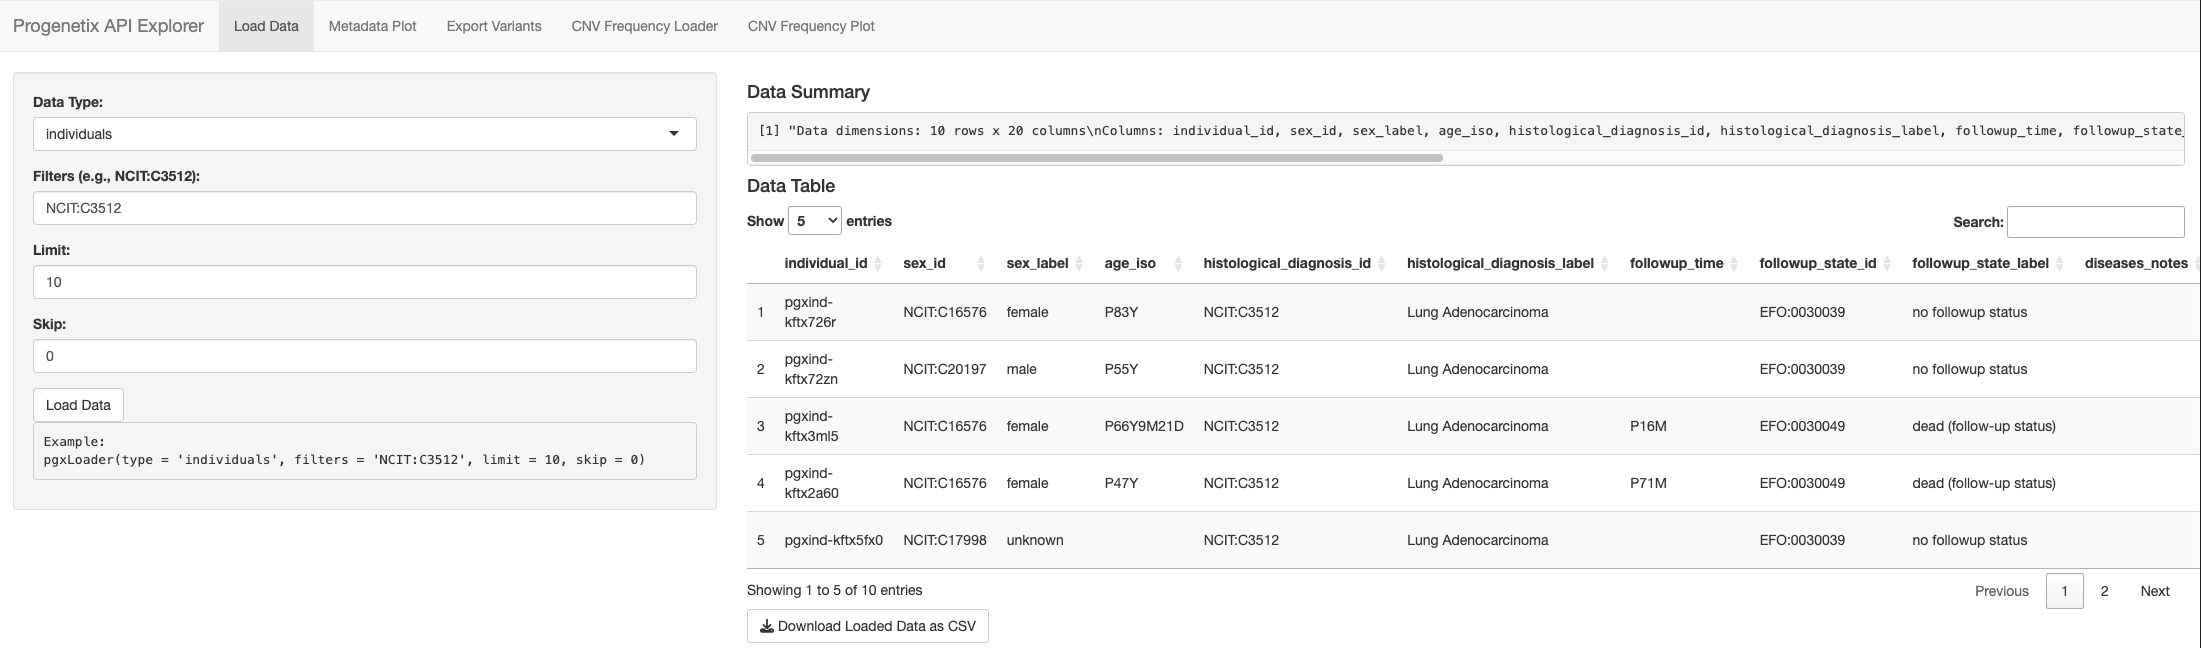 Progenetix API Explorer Load Data Metadata Plot Export Variants CNV Frequency Loader CNV Frequency Plot
Data Type:
individuals
Filters (e.g., NCIT:C3512):
NCIT:C3512
Limit:
10
Skip:
0
Load Data
Example:
pgxLoader(type = 'individuals', filters = 'NCIT:C3512', limit = 10, skip = 0)
Data Summary
[1] "Data dimensions: 10 rows x 20 columns\nColumns: individual_id, sex_id, sex_label, age_iso, histological_diagnosis_id, histological_diagnosis_label, followup_time, followup_state_
Data Table
Show 5 entries
Search:
individual_id sex_id sex_label age_iso histological_diagnosis_id histological_diagnosis_label followup_time followup_state_id followup_state_label diseases_notes
1 pgxind-kftx726r NCIT:C16576 female P83Y NCIT:C3512 Lung Adenocarcinoma EFO:0030039 no followup status
2 pgxind-kftx72zn NCIT:C20197 male P55Y NCIT:C3512 Lung Adenocarcinoma EFO:0030039 no followup status
3 pgxind-kftx3ml5 NCIT:C16576 female P66Y9M21D NCIT:C3512 Lung Adenocarcinoma P16M EFO:0030049 dead (follow-up status)
4 pgxind-kftx2a60 NCIT:C16576 female P47Y NCIT:C3512 Lung Adenocarcinoma P71M EFO:0030049 dead (follow-up status)
5 pgxind-kftx5fx0 NCIT:C17998 unknown NCIT:C3512 Lung Adenocarcinoma EFO:0030039 no followup status
Showing 1 to 5 of 10 entries
Previous 1 2 Next
Download Loaded Data as CSV